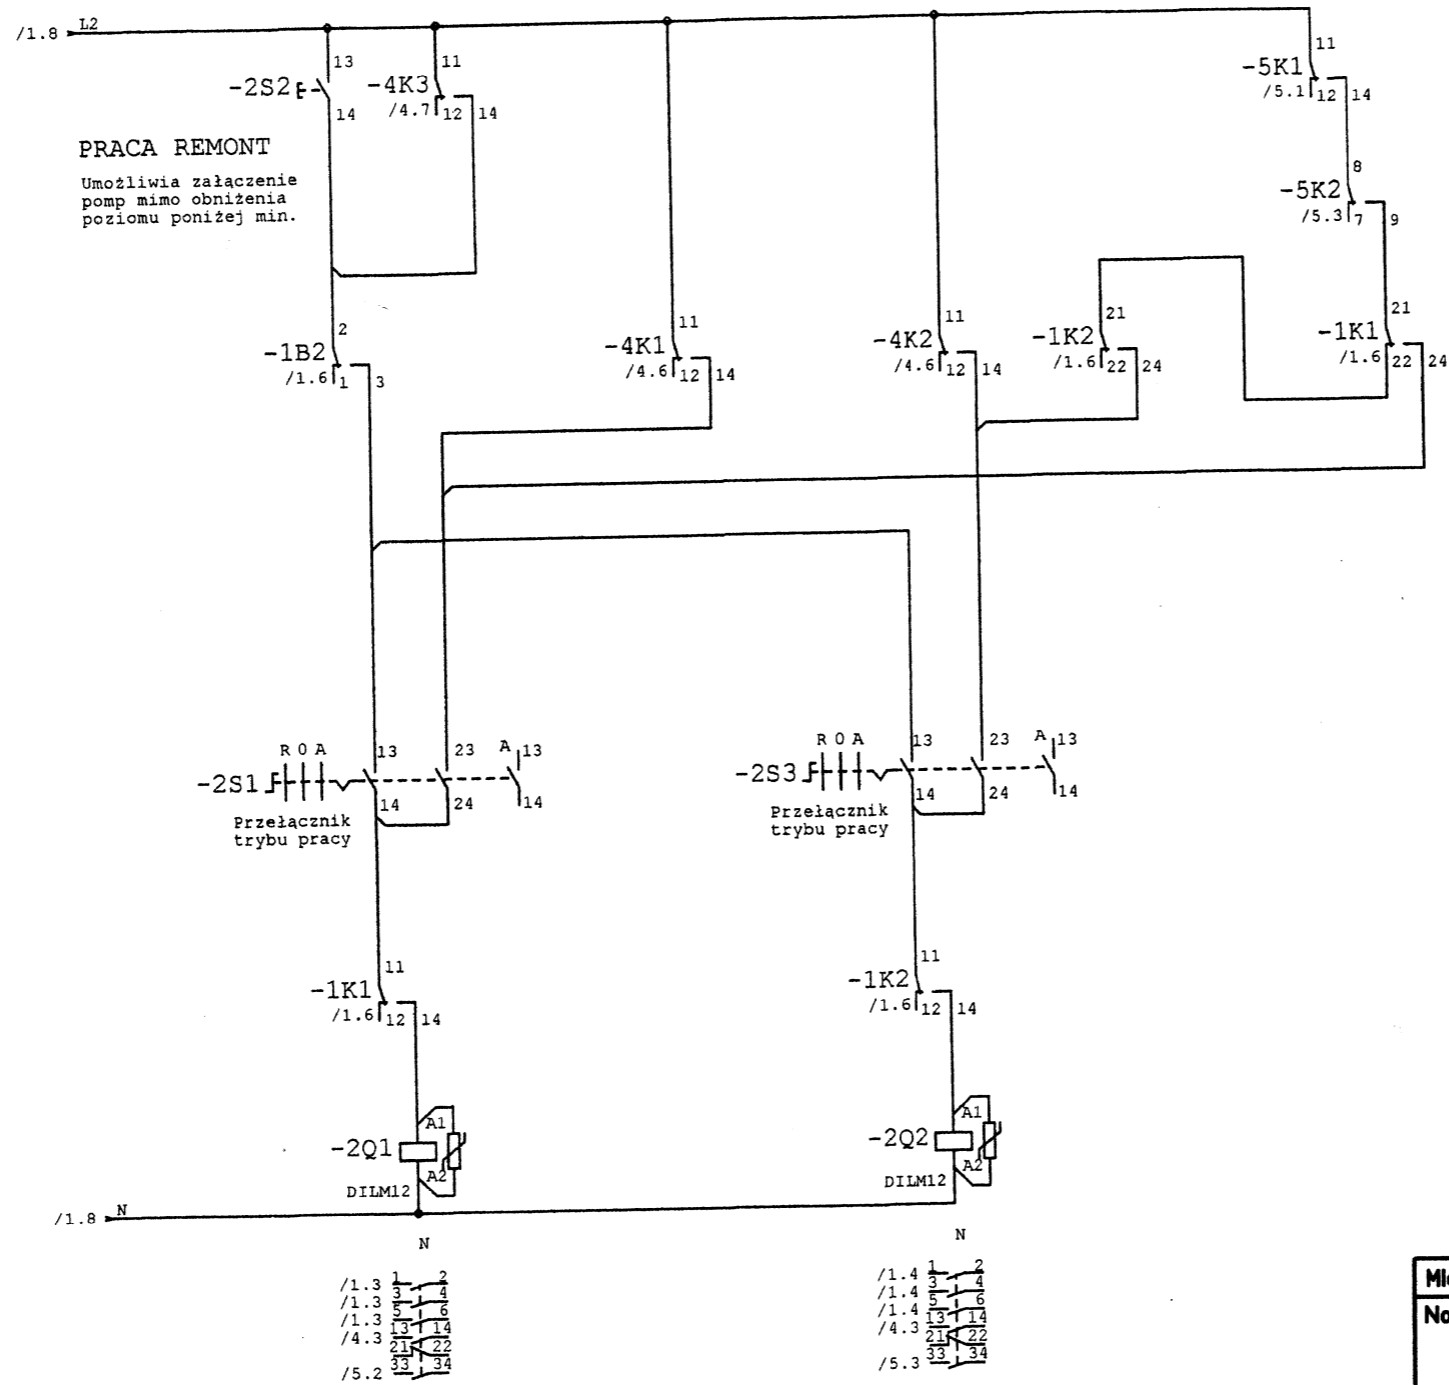 /1.8 L2
13
-2S2
14
11
-4K3
/4.7 12 14
11
-5K1
/5.1 12 14
PRACA REMONT
Umożliwia załączenie
pomp mimo obniżenia
poziomu poniżej min.
8
-5K2
/5.3 7 9
2
-1B2
/1.6 1 3
11
-4K1
/4.6 12 14
11
-4K2
/4.6 12 14
21
-1K2
/1.6 22 24
21
-1K1
/1.6 22 24
R 0 A 13 23 A 13
-2S1
14 24 14
Przełącznik
trybu pracy
R 0 A 13 23 A 13
-2S3
14 24 14
Przełącznik
trybu pracy
11
-1K1
/1.6 12 14
11
-1K2
/1.6 12 14
A1
-2Q1
A2
DILM12
A1
-2Q2
A2
DILM12
/1.8 N
N
N
/1.3 1 2
/1.3 3 4
/1.3 5 6
/4.3 13 14
21 22
/5.2 33 34
/1.4 1 2
/1.4 3 4
/1.4 5 6
/4.3 13 14
21 22
/5.3 33 34